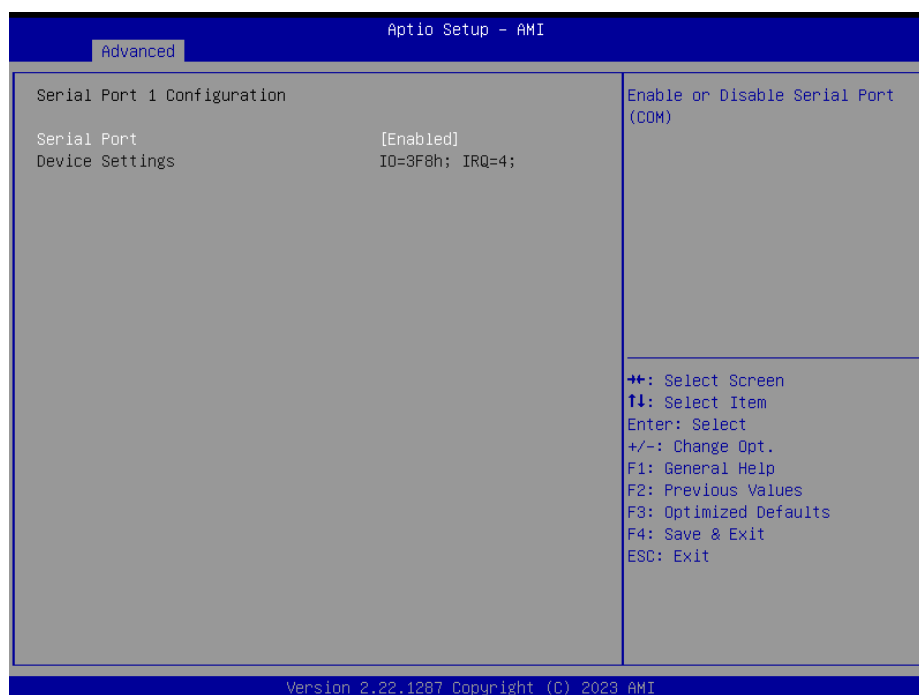 Aptio Setup – AMI
Advanced
Serial Port 1 Configuration
Serial Port [Enabled]
Device Settings IO=3F8h; IRQ=4;
Enable or Disable Serial Port
(COM)
→←: Select Screen
↑↓: Select Item
Enter: Select
+/-: Change Opt.
F1: General Help
F2: Previous Values
F3: Optimized Defaults
F4: Save & Exit
ESC: Exit
Version 2.22.1287 Copyright (C) 2023 AMI